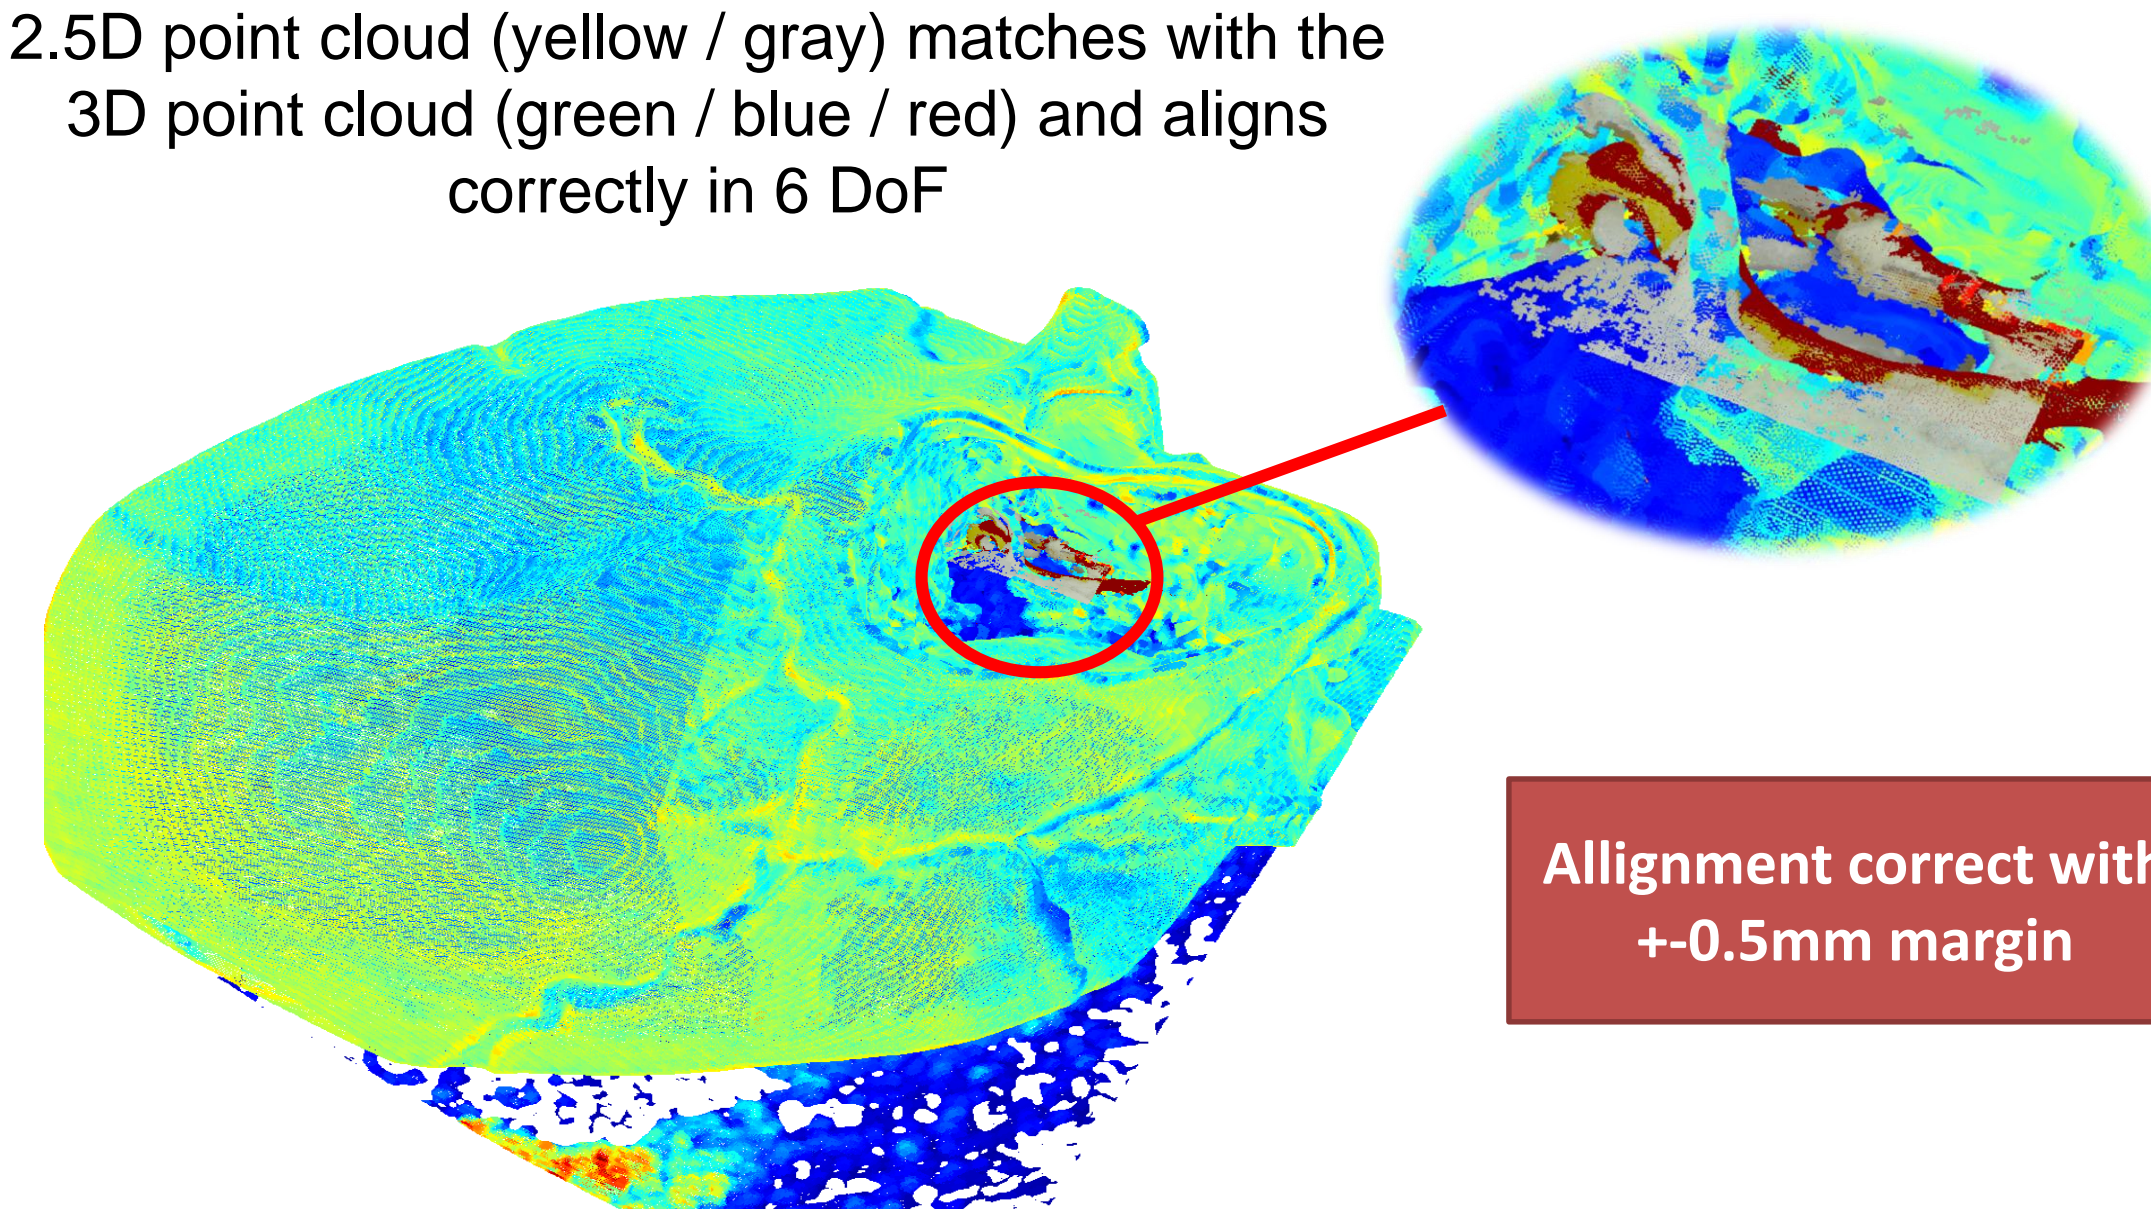 2.5D point cloud (yellow / gray) matches with the
3D point cloud (green / blue / red) and aligns
correctly in 6 DoF
Allignment correct with
+-0.5mm margin